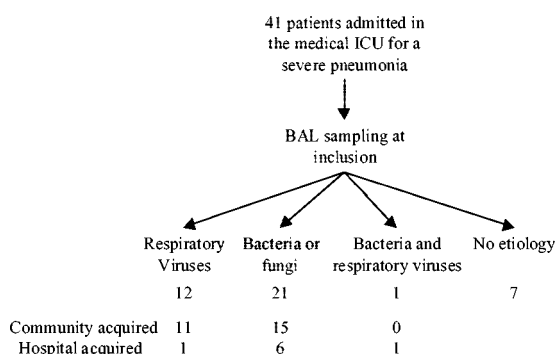 41 patients admitted in
the medical ICU for a
severe pneumonia
BAL sampling at
inclusion
Respiratory Viruses
Bacteria or fungi
Bacteria and respiratory viruses
No etiology
12 21 1 7
Community acquired 11 15 0
Hospital acquired 1 6 1